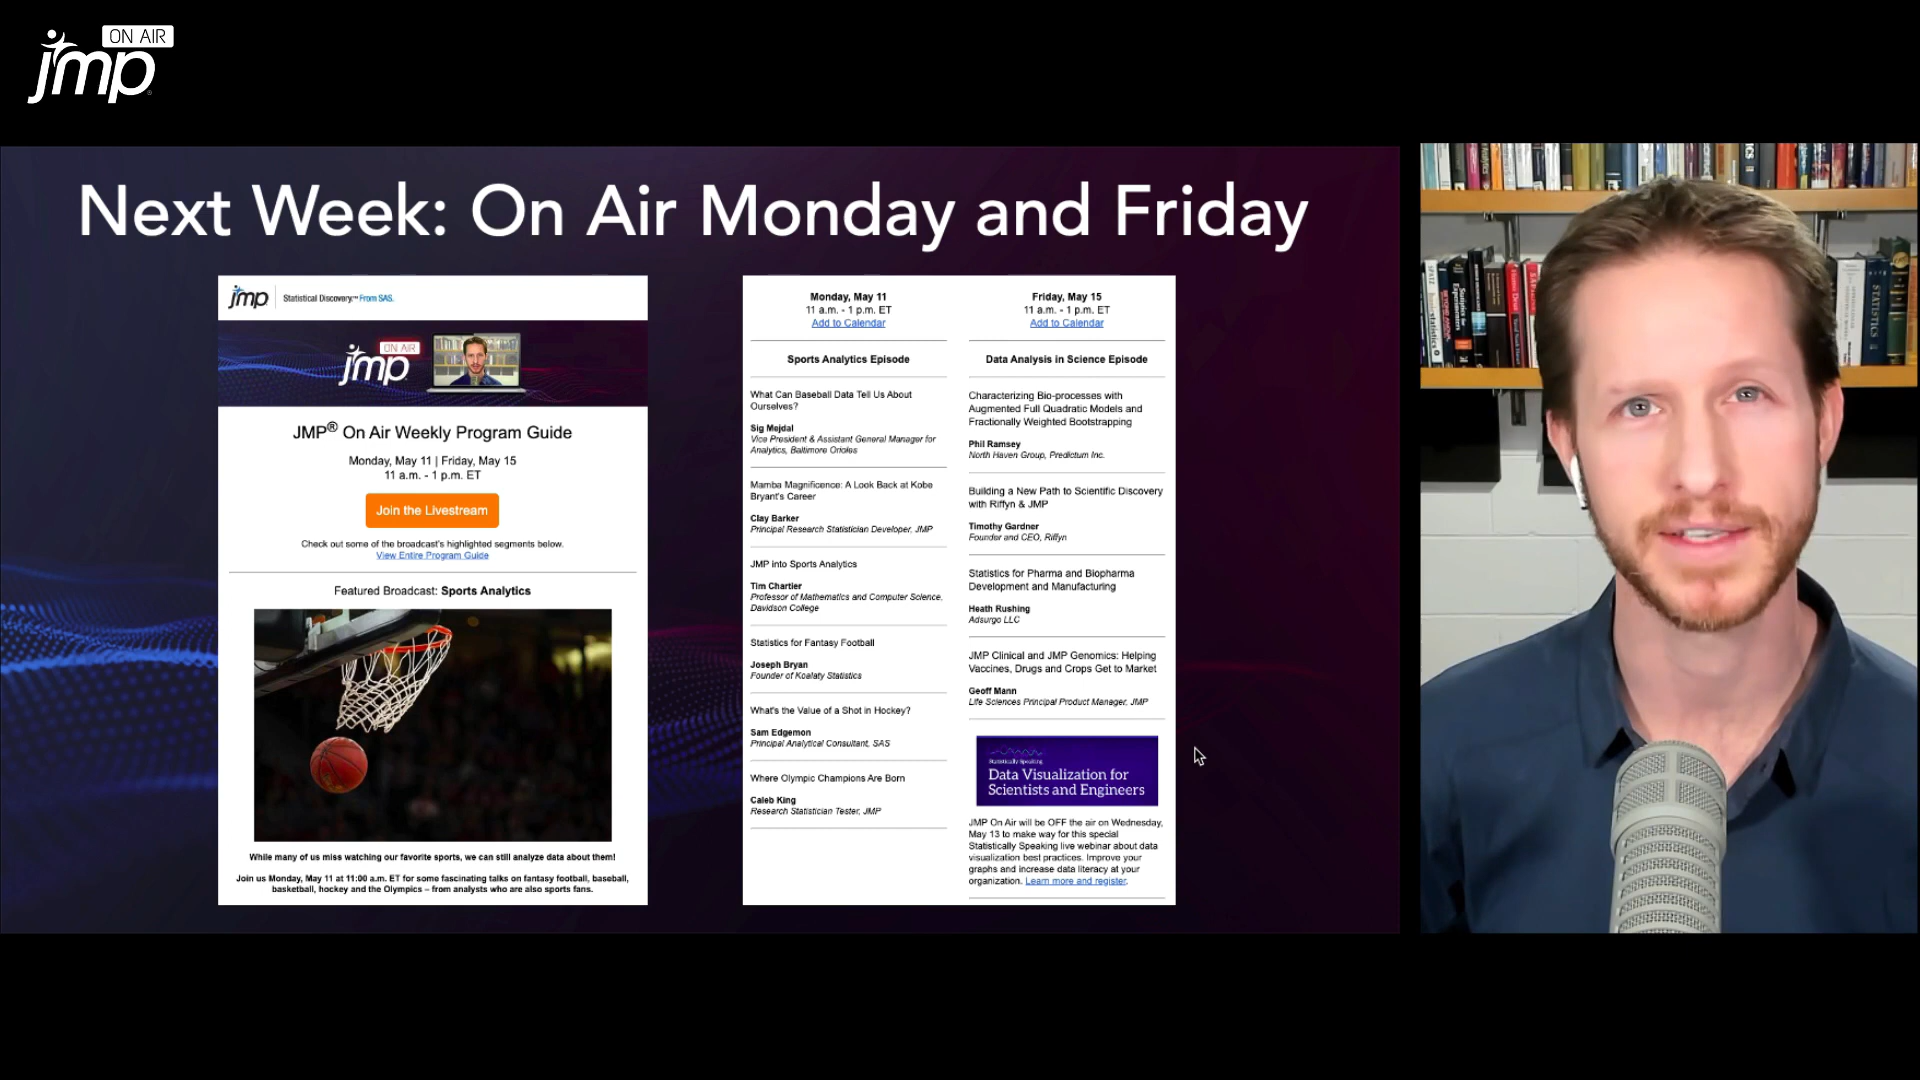 ON AIR
jmp
Next Week: On Air Monday and Friday
jmp Statistical Discovery.™ From SAS.
ON AIR
jmp
JMP® On Air Weekly Program Guide
Monday, May 11 | Friday, May 15
11 a.m. - 1 p.m. ET
Join the Livestream
Check out some of the broadcast's highlighted segments below.
View Entire Program Guide
Featured Broadcast: Sports Analytics
While many of us miss watching our favorite sports, we can still analyze data about them!
Join us Monday, May 11 at 11:00 a.m. ET for some fascinating talks on fantasy football, baseball,
basketball, hockey and the Olympics – from analysts who are also sports fans.
Monday, May 11
11 a.m. - 1 p.m. ET
Add to Calendar
Sports Analytics Episode
What Can Baseball Data Tell Us About
Ourselves?
Sig Mejdal
Vice President & Assistant General Manager for
Analytics, Baltimore Orioles
Mamba Magnificence: A Look Back at Kobe
Bryant's Career
Clay Barker
Principal Research Statistician Developer, JMP
JMP into Sports Analytics
Tim Chartier
Professor of Mathematics and Computer Science,
Davidson College
Statistics for Fantasy Football
Joseph Bryan
Founder of Koalaty Statistics
What's the Value of a Shot in Hockey?
Sam Edgemon
Principal Analytical Consultant, SAS
Where Olympic Champions Are Born
Caleb King
Research Statistician Tester, JMP
Friday, May 15
11 a.m. - 1 p.m. ET
Add to Calendar
Data Analysis in Science Episode
Characterizing Bio-processes with
Augmented Full Quadratic Models and
Fractionally Weighted Bootstrapping
Phil Ramsey
North Haven Group, Predictum Inc.
Building a New Path to Scientific Discovery
with Riffyn & JMP
Timothy Gardner
Founder and CEO, Riffyn
Statistics for Pharma and Biopharma
Development and Manufacturing
Heath Rushing
Adsurgo LLC
JMP Clinical and JMP Genomics: Helping
Vaccines, Drugs and Crops Get to Market
Geoff Mann
Life Sciences Principal Product Manager, JMP
Statistically Speaking
Data Visualization for
Scientists and Engineers
JMP On Air will be OFF the air on Wednesday,
May 13 to make way for this special
Statistically Speaking live webinar about data
visualization best practices. Improve your
graphs and increase data literacy at your
organization. Learn more and register.
STATISTICS